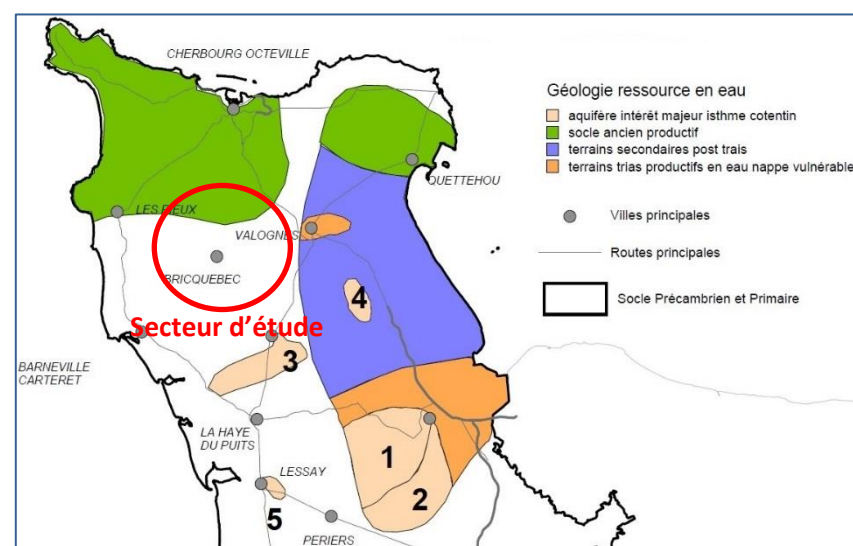 CHERBOURG OCTEVILLE
Géologie ressource en eau
aquifère intérêt majeur isthme cotentin
socle ancien productif
terrains secondaires post trais
terrains trias productifs en eau nappe vulnérable
QUETTEHOU
Villes principales
LES PIEUX
VALOGNES
Routes principales
BRICQUEBEC
4
Socle Précambrien et Primaire
Secteur d'étude
3
BARNEVILLE
CARTERET
LA HAYE
DU PUITS
1
LESSAY
2
5
PERIERS